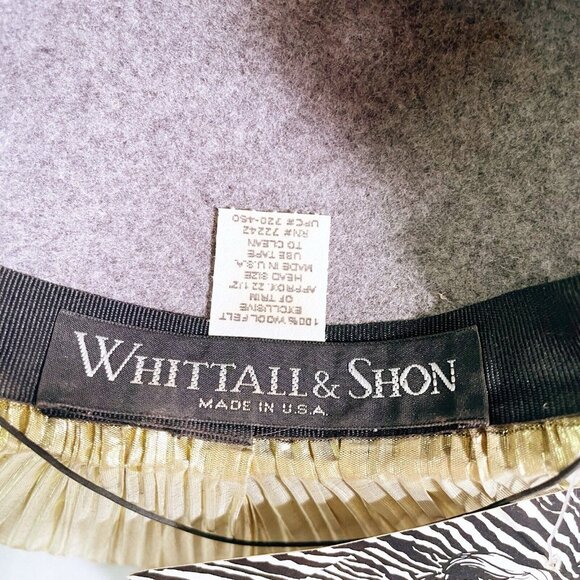 100% WOOL FELT
EXCLUSIVE
OF TRIM
APPROX. 22 1/2"
HEAD SIZE
MADE IN U.S.A.
USE TAPE
TO CLEAN
RN# 72242
UPC# 720-450
WHITTALL & SHON
MADE IN U.S.A.